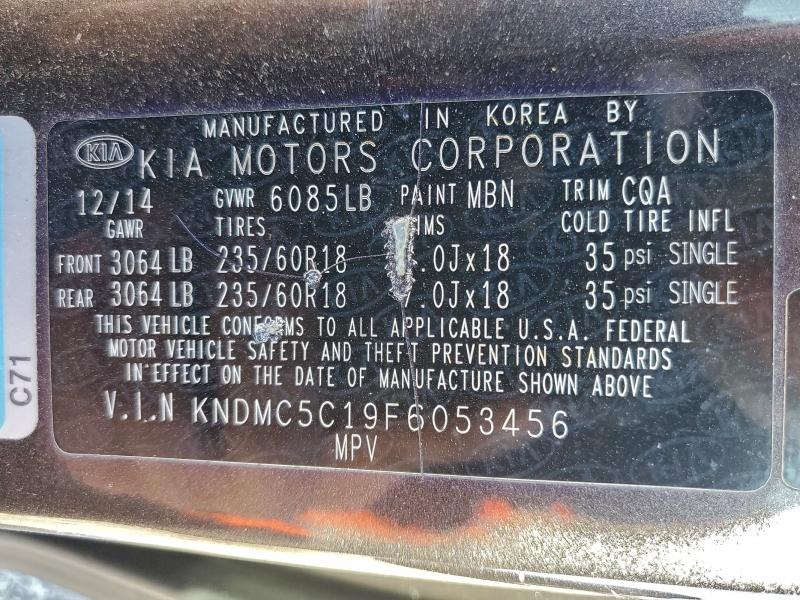 MANUFACTURED IN KOREA BY
KIA KIA MOTORS CORPORATION
12/14 GVWR 6085LB PAINT MBN TRIM CQA
GAWR TIRES COLD TIRE INFL
FRONT 3064 LB 235/60R18 .0Jx18 35 psi SINGLE
REAR 3064 LB 235/60R18 .0Jx18 35 psi SINGLE
THIS VEHICLE CONFORMS TO ALL APPLICABLE U.S.A. FEDERAL
MOTOR VEHICLE SAFETY AND THEFT PREVENTION STANDARDS
IN EFFECT ON THE DATE OF MANUFACTURE SHOWN ABOVE
V.I.N KNDMC5C19F6053456
MPV
C71